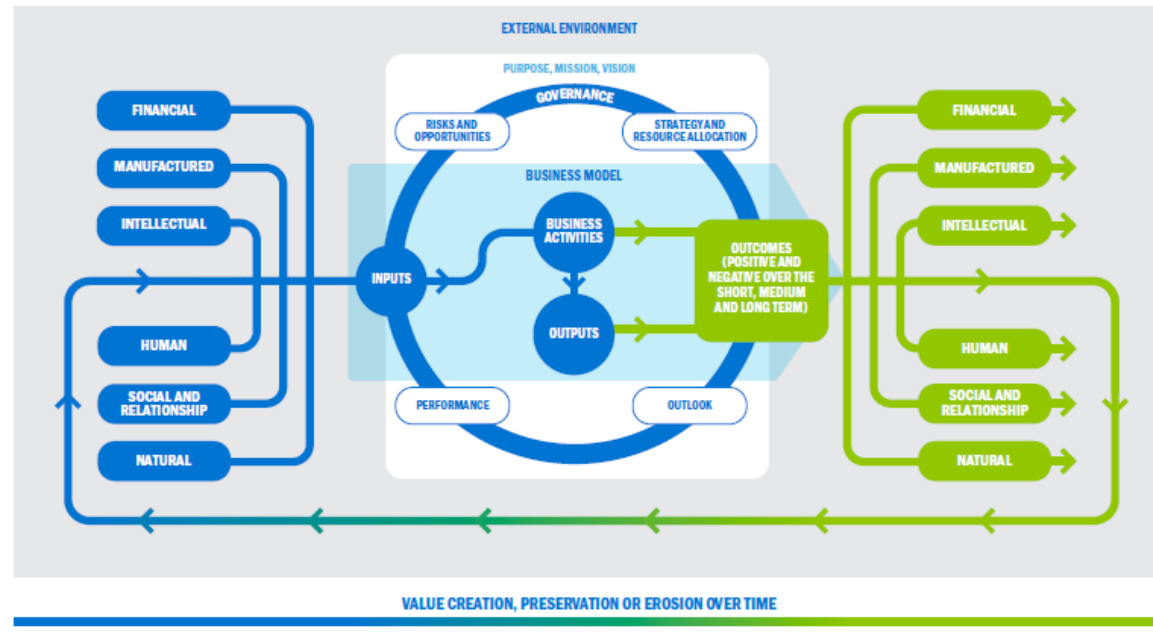 EXTERNAL ENVIRONMENT
PURPOSE, MISSION, VISION
GOVERNANCE
RISKS AND
OPPORTUNITIES
STRATEGY AND
RESOURCE ALLOCATION
BUSINESS MODEL
FINANCIAL
MANUFACTURED
INTELLECTUAL
HUMAN
SOCIAL AND
RELATIONSHIP
NATURAL
INPUTS
BUSINESS
ACTIVITIES
OUTPUTS
OUTCOMES
(POSITIVE AND
NEGATIVE OVER THE
SHORT, MEDIUM
AND LONG TERM)
PERFORMANCE
OUTLOOK
FINANCIAL
MANUFACTURED
INTELLECTUAL
HUMAN
SOCIAL AND
RELATIONSHIP
NATURAL
VALUE CREATION, PRESERVATION OR EROSION OVER TIME